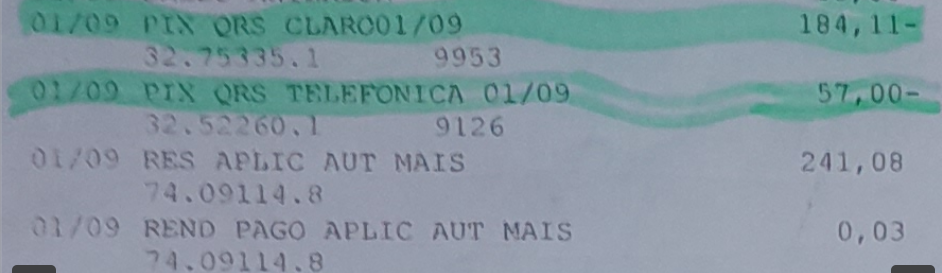 01/09 PIX QRS CLARO01/09 184,11-
32.75335.1 9953
01/09 PIX QRS TELEFONICA 01/09 57,00-
32.52260.1 9126
01/09 RES APLIC AUT MAIS 241,08
74.09114.8
01/09 REND PAGO APLIC AUT MAIS 0,03
74.09114.8